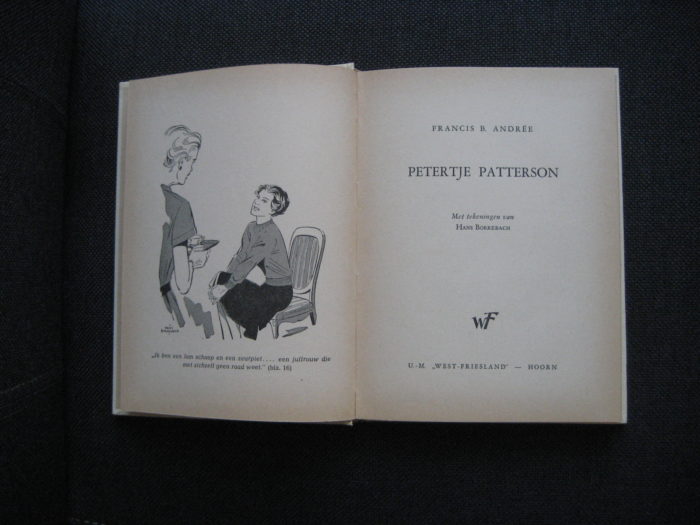 „Ik ben een lam schaap en een zoutpiet.... een juffrouw die
met zichzelf geen raad weet." (blz. 16)
FRANCIS B. ANDRÉE
PETERTJE PATTERSON
Met tekeningen van
HANS BORREBACH
WF
U.-M. „WEST-FRIESLAND" — HOORN